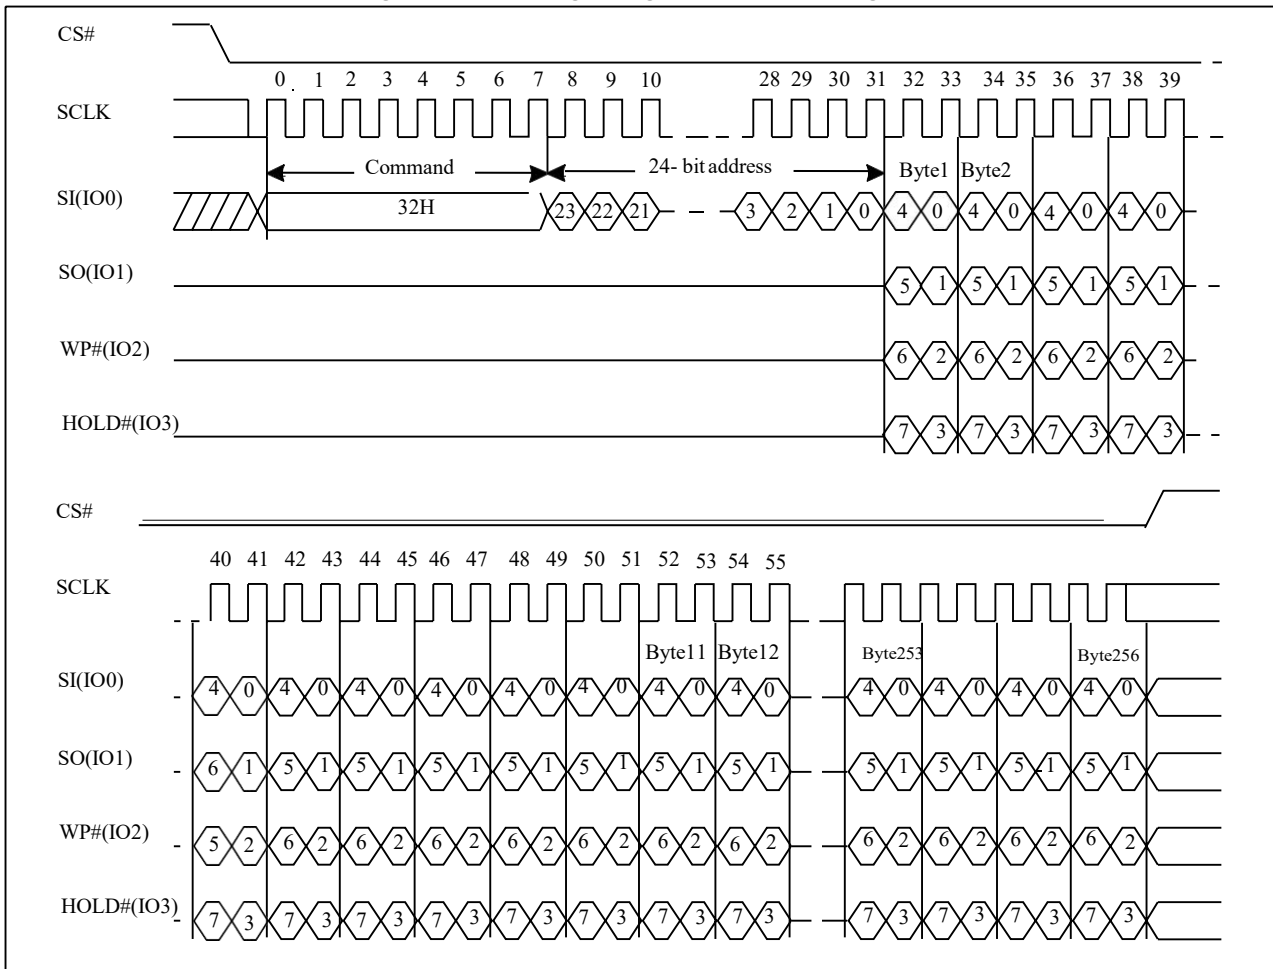 CS#
0 1 2 3 4 5 6 7 8 9 10 28 29 30 31 32 33 34 35 36 37 38 39
SCLK
Command 24- bit address Byte1 Byte2
SI(IO0) 32H 23 22 21 3 2 1 0 4 0 4 0 4 0 4 0
SO(IO1) 5 1 5 1 5 1 5 1
WP#(IO2) 6 2 6 2 6 2 6 2
HOLD#(IO3) 7 3 7 3 7 3 7 3
CS#
40 41 42 43 44 45 46 47 48 49 50 51 52 53 54 55
SCLK
Byte11 Byte12 Byte253 Byte256
SI(IO0) 4 0 4 0 4 0 4 0 4 0 4 0 4 0 4 0 4 0 4 0 4 0 4 0
SO(IO1) 6 1 5 1 5 1 5 1 5 1 5 1 5 1 5 1 5 1 5 1 5 1 5 1
WP#(IO2) 5 2 6 2 6 2 6 2 6 2 6 2 6 2 6 2 6 2 6 2 6 2 6 2
HOLD#(IO3) 7 3 7 3 7 3 7 3 7 3 7 3 7 3 7 3 7 3 7 3 7 3 7 3